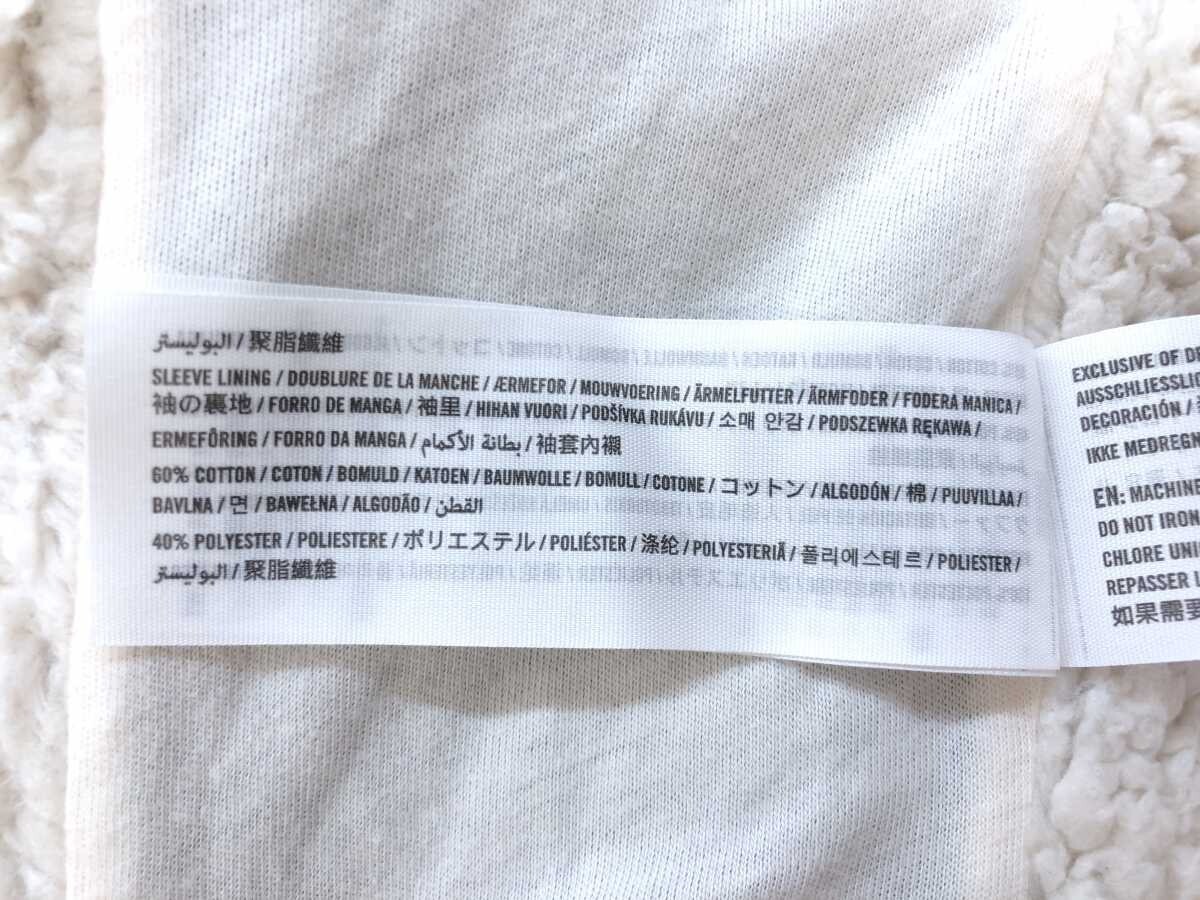 البوليستر / 聚脂纖維
SLEEVE LINING / DOUBLURE DE LA MANCHE / ÆRMEFOR / MOUWVOERING / ÄRMELFUTTER / ÄRMFODER / FODERA MANICA /
袖の裏地 / FORRO DE MANGA / 袖里 / HIHAN VUORI / PODŠÍVKA RUKÁVU / 소매 안감 / PODSZEWKA RĘKAWA /
ERMEFÔRING / FORRO DA MANGA / بطانة الأكمام / 袖套內襯
60% COTTON / COTON / BOMULD / KATOEN / BAUMWOLLE / BOMULL / COTONE / コットン / ALGODÓN / 棉 / PUUVILLAA /
BAVLNA / 면 / BAWEŁNA / ALGODÃO / القطن
40% POLYESTER / POLIESTERE / ポリエステル / POLIÉSTER / 涤纶 / POLYESTERIÄ / 폴리에스테르 / POLIESTER /
البوليستر / 聚脂纖維
EXCLUSIVE OF
AUSSCHLIESSLIC
DECORACIÓN /
IKKE MEDREGN
EN: MACHINE
DO NOT IRON
CHLORE UNI
REPASSER L
如果需要